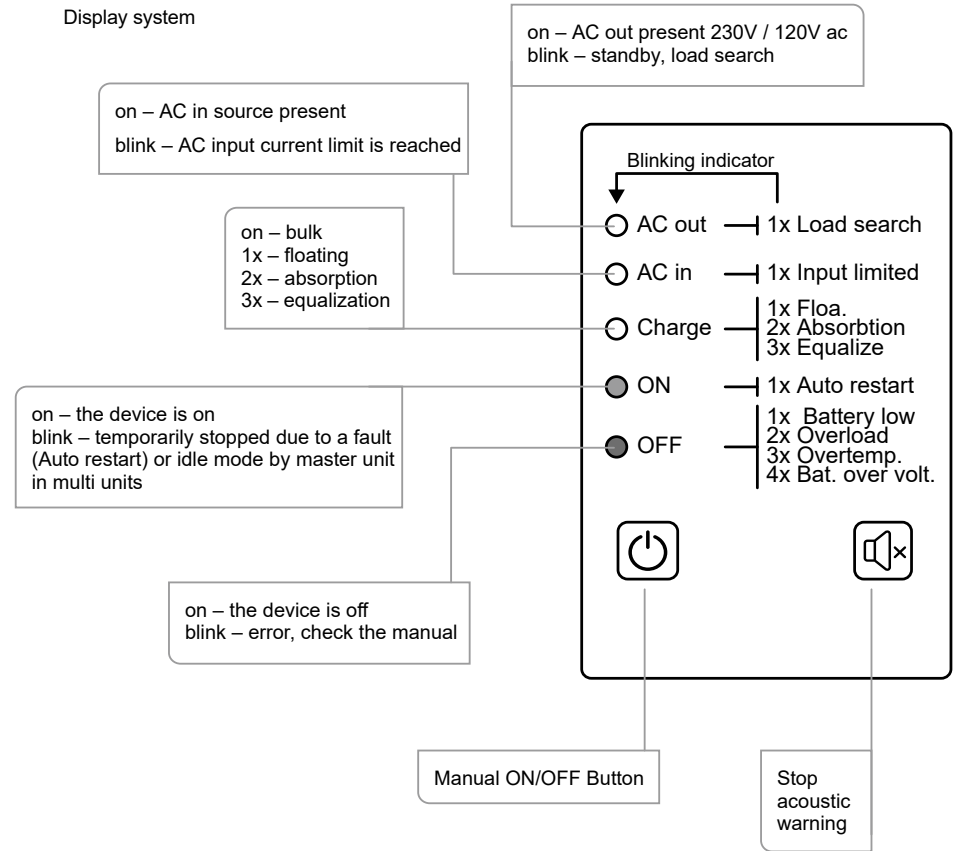 Display system
on – AC out present 230V / 120V ac
blink – standby, load search
on – AC in source present
blink – AC input current limit is reached
on – bulk
1x – floating
2x – absorption
3x – equalization
on – the device is on
blink – temporarily stopped due to a fault
(Auto restart) or idle mode by master unit
in multi units
on – the device is off
blink – error, check the manual
Blinking indicator
AC out
1x Load search
AC in
1x Input limited
Charge
1x Floa.
2x Absorbtion
3x Equalize
ON
1x Auto restart
OFF
1x Battery low
2x Overload
3x Overtemp.
4x Bat. over volt.
Manual ON/OFF Button
Stop
acoustic
warning